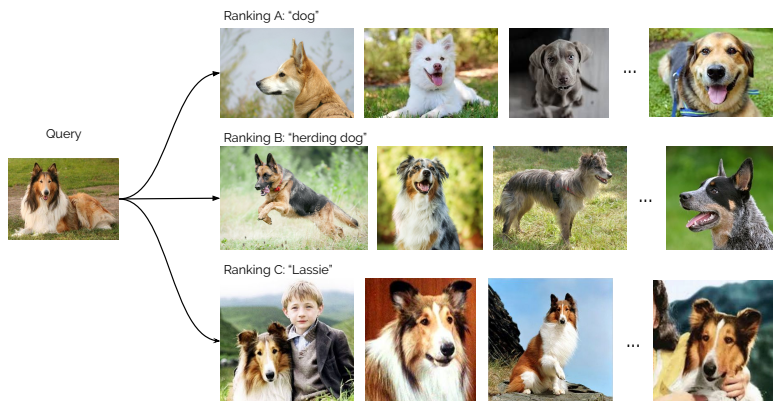 Ranking A: “dog”
...
Query
Ranking B: “herding dog”
...
Ranking C: “Lassie”
...